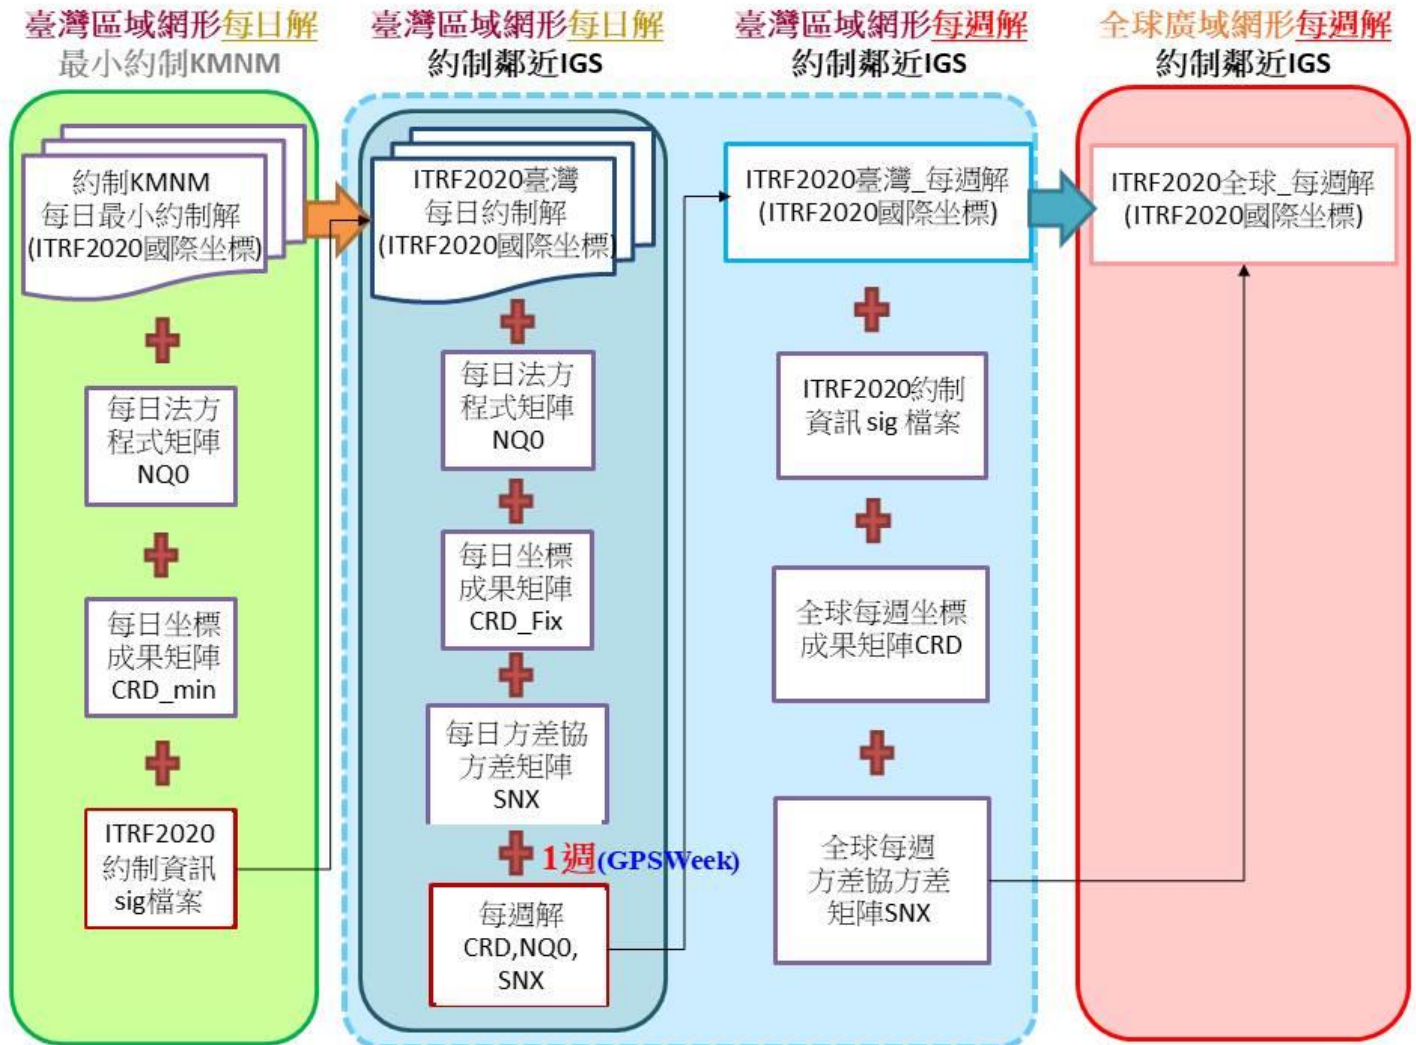 臺灣區域網形每日解
最小約制KMNM
約制KMNM
每日最小約制解
(ITRF2020國際坐標)
每日法方
程式矩陣
NQ0
每日坐標
成果矩陣
CRD_min
ITRF2020
約制資訊
sig檔案
臺灣區域網形每日解
約制鄰近IGS
ITRF2020臺灣
每日約制解
(ITRF2020國際坐標)
每日法方
程式矩陣
NQ0
每日坐標
成果矩陣
CRD_Fix
每日方差協
方差矩陣
SNX
1週(GPSWeek)
每週解
CRD,NQ0,
SNX
臺灣區域網形每週解
約制鄰近IGS
ITRF2020臺灣_每週解
(ITRF2020國際坐標)
ITRF2020約制
資訊 sig 檔案
全球每週坐標
成果矩陣CRD
全球每週
方差協方差
矩陣SNX
全球廣域網形每週解
約制鄰近IGS
ITRF2020全球_每週解
(ITRF2020國際坐標)